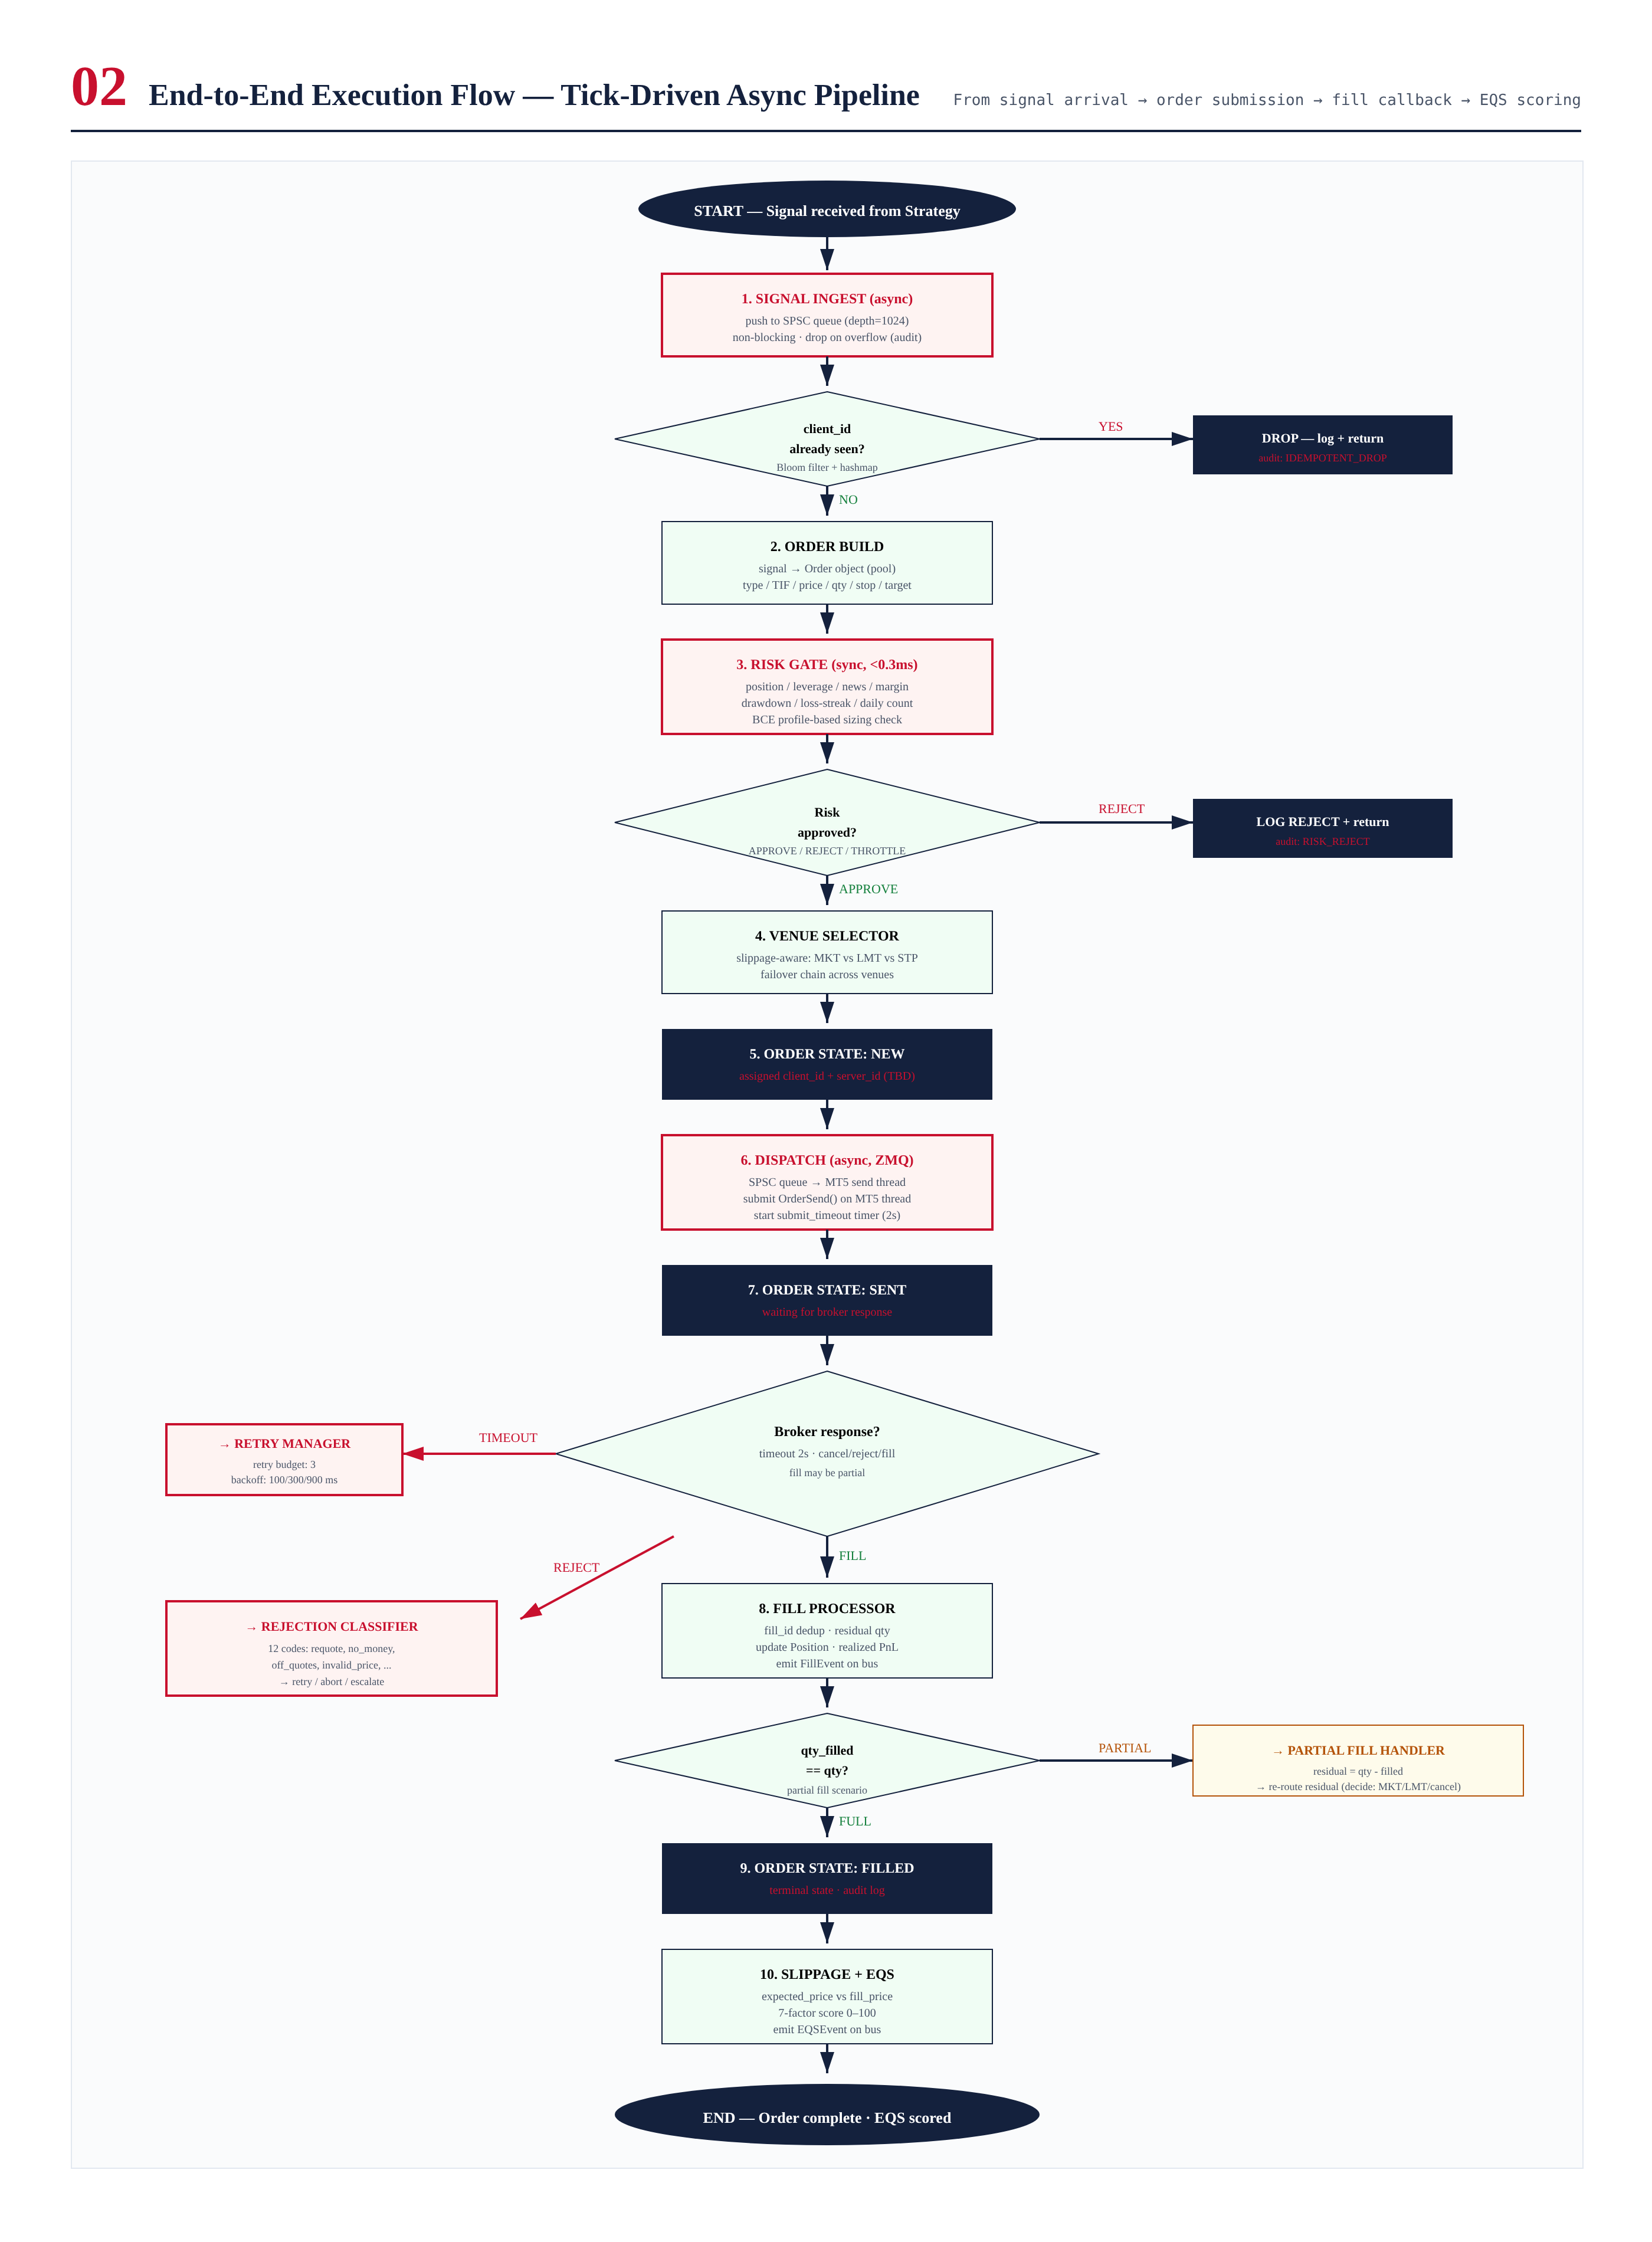 02 End-to-End Execution Flow — Tick-Driven Async Pipeline From signal arrival → order submission → fill callback → EQS scoring
START — Signal received from Strategy
1. SIGNAL INGEST (async)
push to SPSC queue (depth=1024)
non-blocking · drop on overflow (audit)
client_id
already seen?
Bloom filter + hashmap
YES
DROP — log + return
audit: IDEMPOTENT_DROP
NO
2. ORDER BUILD
signal → Order object (pool)
type / TIF / price / qty / stop / target
3. RISK GATE (sync, <0.3ms)
position / leverage / news / margin
drawdown / loss-streak / daily count
BCE profile-based sizing check
Risk
approved?
APPROVE / REJECT / THROTTLE
REJECT
LOG REJECT + return
audit: RISK_REJECT
APPROVE
4. VENUE SELECTOR
slippage-aware: MKT vs LMT vs STP
failover chain across venues
5. ORDER STATE: NEW
assigned client_id + server_id (TBD)
6. DISPATCH (async, ZMQ)
SPSC queue → MT5 send thread
submit OrderSend() on MT5 thread
start submit_timeout timer (2s)
7. ORDER STATE: SENT
waiting for broker response
Broker response?
timeout 2s · cancel/reject/fill
fill may be partial
TIMEOUT
→ RETRY MANAGER
retry budget: 3
backoff: 100/300/900 ms
REJECT
→ REJECTION CLASSIFIER
12 codes: requote, no_money,
off_quotes, invalid_price, ...
→ retry / abort / escalate
FILL
8. FILL PROCESSOR
fill_id dedup · residual qty
update Position · realized PnL
emit FillEvent on bus
qty_filled
== qty?
partial fill scenario
PARTIAL
→ PARTIAL FILL HANDLER
residual = qty - filled
→ re-route residual (decide: MKT/LMT/cancel)
FULL
9. ORDER STATE: FILLED
terminal state · audit log
10. SLIPPAGE + EQS
expected_price vs fill_price
7-factor score 0–100
emit EQSEvent on bus
END — Order complete · EQS scored